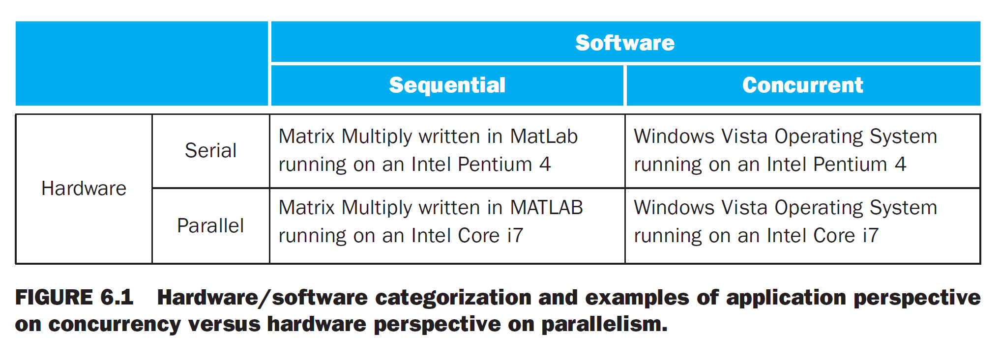 Software
Sequential
Concurrent
Hardware
Serial
Matrix Multiply written in MatLab
running on an Intel Pentium 4
Windows Vista Operating System
running on an Intel Pentium 4
Parallel
Matrix Multiply written in MATLAB
running on an Intel Core i7
Windows Vista Operating System
running on an Intel Core i7
FIGURE 6.1 Hardware/software categorization and examples of application perspective
on concurrency versus hardware perspective on parallelism.